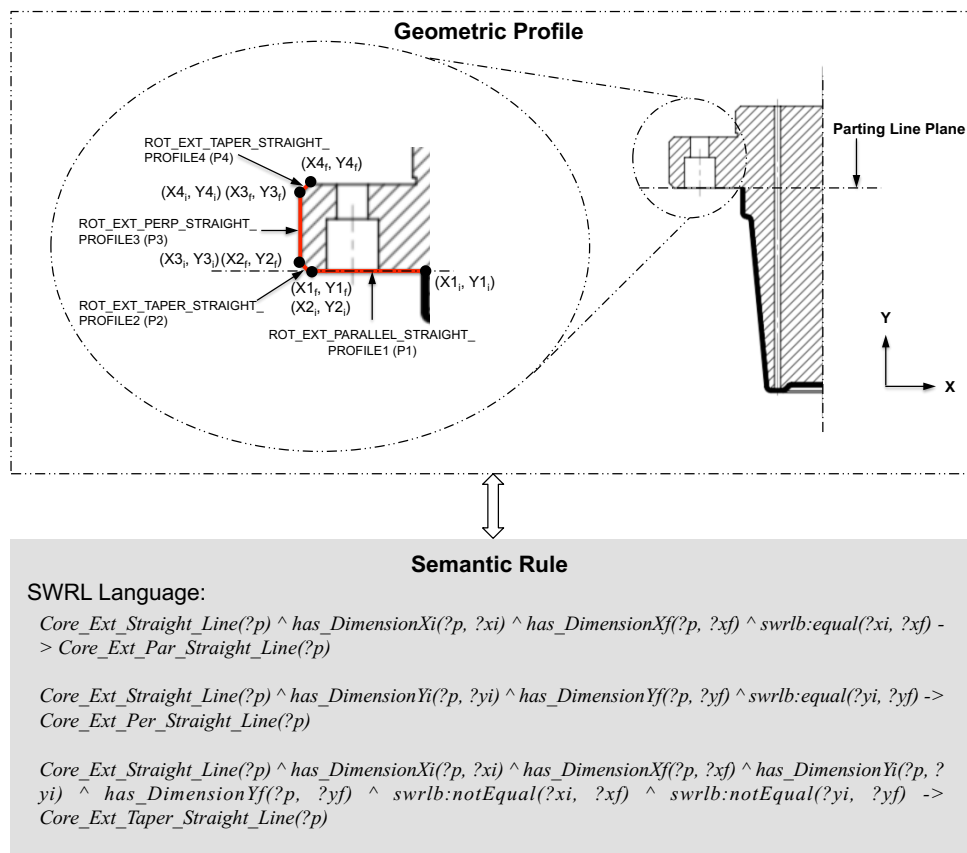 Geometric Profile
ROT_EXT_TAPER_STRAIGHT_
PROFILE4 (P4)
(X4f, Y4f)
(X4i, Y4i) (X3f, Y3f)
ROT_EXT_PERP_STRAIGHT_
PROFILE3 (P3)
(X3i, Y3i) (X2f, Y2f)
ROT_EXT_TAPER_STRAIGHT_
PROFILE2 (P2)
(X1f, Y1f)
(X2i, Y2i)
(X1i, Y1i)
ROT_EXT_PARALLEL_STRAIGHT_
PROFILE1 (P1)
Parting Line Plane
Y
X
Semantic Rule
SWRL Language:
Core_Ext_Straight_Line(?p) ^ has_DimensionXi(?p, ?xi) ^ has_DimensionXf(?p, ?xf) ^ swrlb:equal(?xi, ?xf) -
> Core_Ext_Par_Straight_Line(?p)
Core_Ext_Straight_Line(?p) ^ has_DimensionYi(?p, ?yi) ^ has_DimensionYf(?p, ?yf) ^ swrlb:equal(?yi, ?yf) ->
Core_Ext_Per_Straight_Line(?p)
Core_Ext_Straight_Line(?p) ^ has_DimensionXi(?p, ?xi) ^ has_DimensionXf(?p, ?xf) ^ has_DimensionYi(?p, ?
yi) ^ has_DimensionYf(?p, ?yf) ^ swrlb:notEqual(?xi, ?xf) ^ swrlb:notEqual(?yi, ?yf) ->
Core_Ext_Taper_Straight_Line(?p)